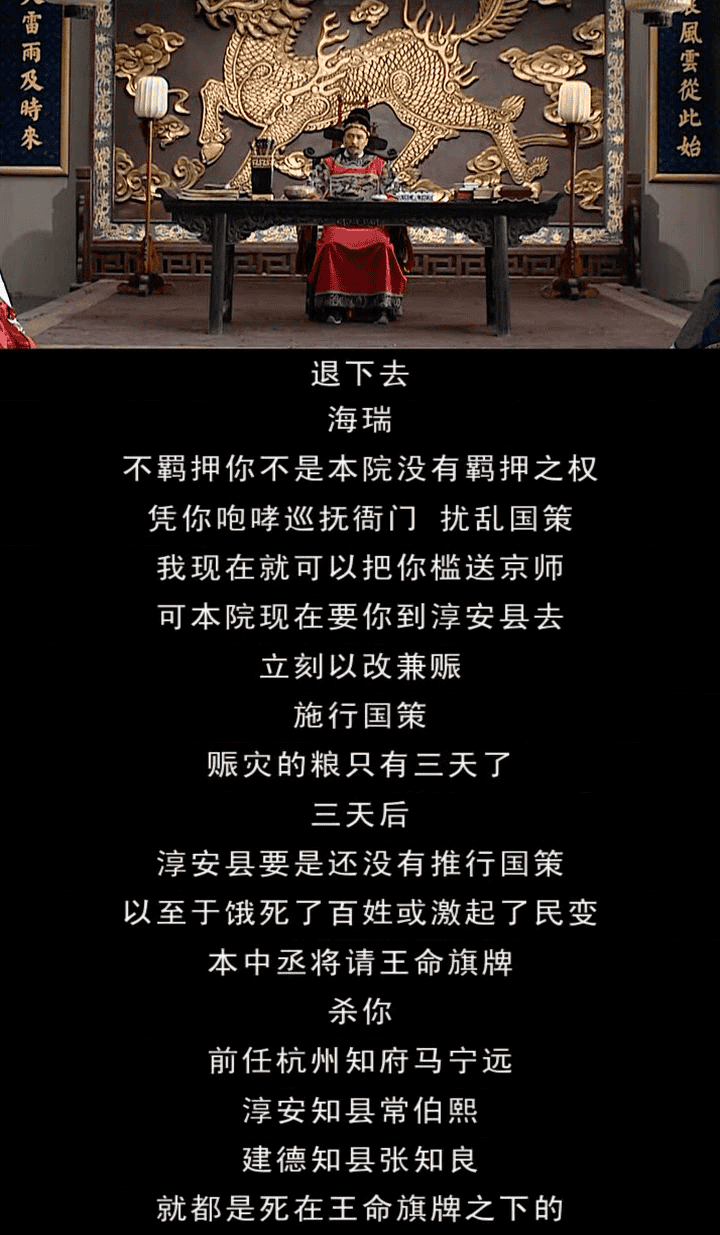 雷雨及時來
風雲從此始
退下去
海瑞
不羁押你不是本院没有羁押之权
凭你咆哮巡抚衙门 扰乱国策
我现在就可以把你槛送京师
可本院现在要你到淳安县去
立刻以改兼赈
施行国策
赈灾的粮只有三天了
三天后
淳安县要是还没有推行国策
以至于饿死了百姓或激起了民变
本中丞将请王命旗牌
杀你
前任杭州知府马宁远
淳安知县常伯熙
建德知县张知良
就都是死在王命旗牌之下的